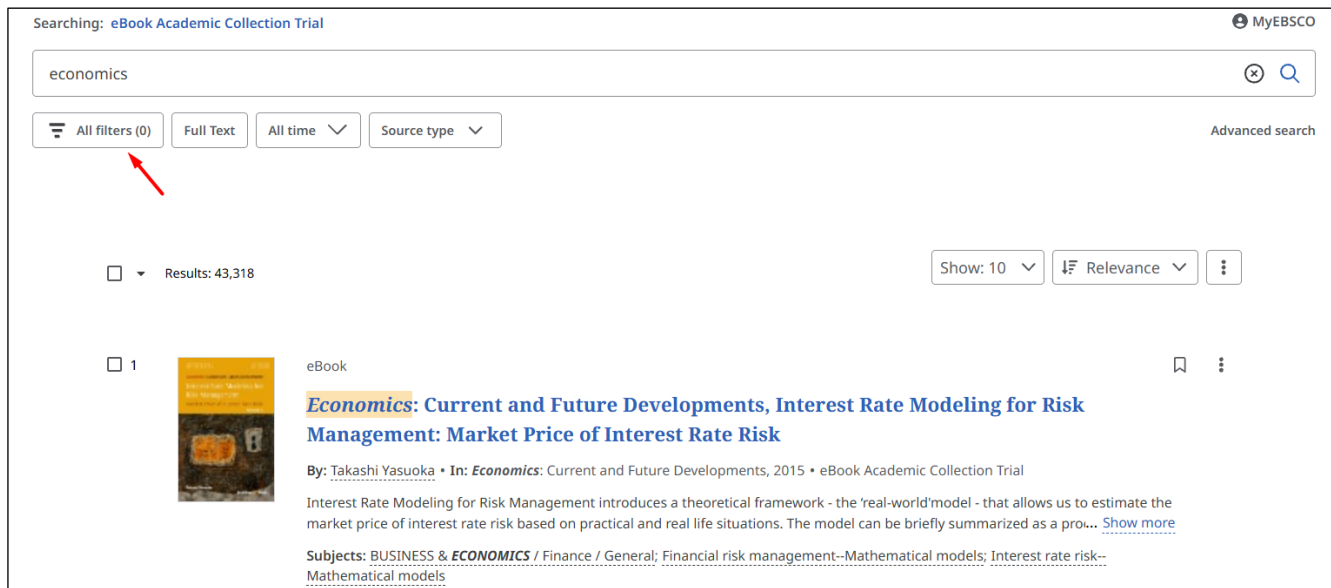 Searching: eBook Academic Collection Trial
MyEBSCO
economics
All filters (0)
Full Text
All time
Source type
Advanced search
Results: 43,318
Show: 10
Relevance
1
eBook
Economics: Current and Future Developments, Interest Rate Modeling for Risk
Management: Market Price of Interest Rate Risk
By: Takashi Yasuoka • In: Economics: Current and Future Developments, 2015 • eBook Academic Collection Trial
Interest Rate Modeling for Risk Management introduces a theoretical framework - the ‘real-world'model - that allows us to estimate the
market price of interest rate risk based on practical and real life situations. The model can be briefly summarized as a pro... Show more
Subjects: BUSINESS & ECONOMICS / Finance / General; Financial risk management--Mathematical models; Interest rate risk--
Mathematical models